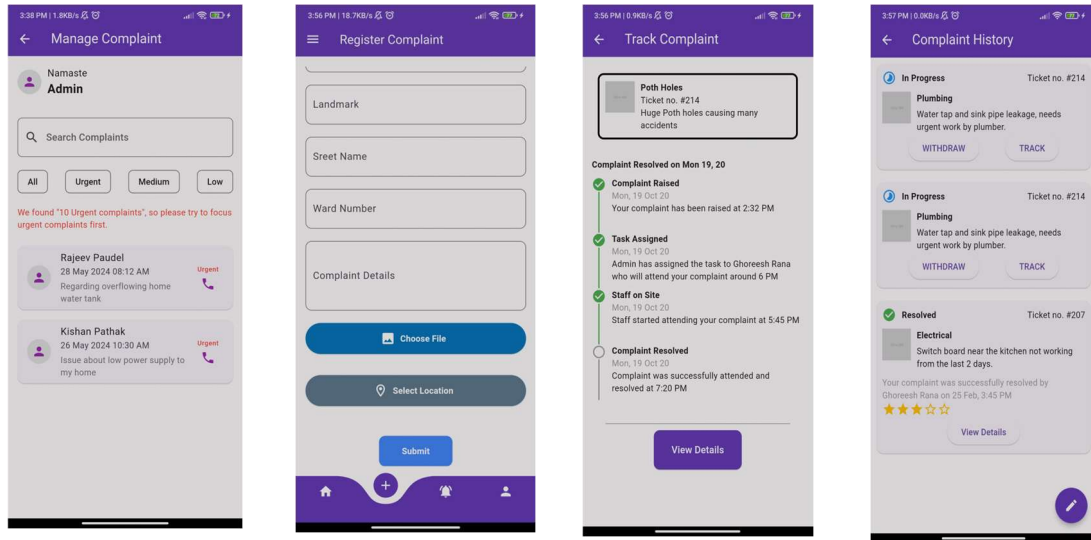 3:38 PM | 1.8KB/s
Manage Complaint
Namaste
Admin
Search Complaints
All
Urgent
Medium
Low
We found "10 Urgent complaints", so please try to focus
urgent complaints first.
Rajeev Paudel
28 May 2024 08:12 AM
Regarding overflowing home
water tank
Urgent
Kishan Pathak
26 May 2024 10:30 AM
Issue about low power supply to
my home
Urgent
3:56 PM | 18.7KB/s
Register Complaint
Landmark
Sreet Name
Ward Number
Complaint Details
Choose File
Select Location
Submit
3:56 PM | 0.9KB/s
Track Complaint
Poth Holes
Ticket no. #214
Huge Poth holes causing many
accidents
Complaint Resolved on Mon 19, 20
Complaint Raised
Mon, 19 Oct 20
Your complaint has been raised at 2:32 PM
Task Assigned
Mon, 19 Oct 20
Admin has assigned the task to Ghoreesh Rana
who will attend your complaint around 6 PM
Staff on Site
Mon, 19 Oct 20
Staff started attending your complaint at 5:45 PM
Complaint Resolved
Mon, 19 Oct 20
Complaint was successfully attended and
resolved at 7:20 PM
View Details
3:57 PM | 0.0KB/s
Complaint History
In Progress
Ticket no. #214
Plumbing
Water tap and sink pipe leakage, needs
urgent work by plumber.
WITHDRAW
TRACK
In Progress
Ticket no. #214
Plumbing
Water tap and sink pipe leakage, needs
urgent work by plumber.
WITHDRAW
TRACK
Resolved
Ticket no. #207
Electrical
Switch board near the kitchen not working
from the last 2 days.
Your complaint was successfully resolved by
Ghoreesh Rana on 25 Feb, 3:45 PM
View Details